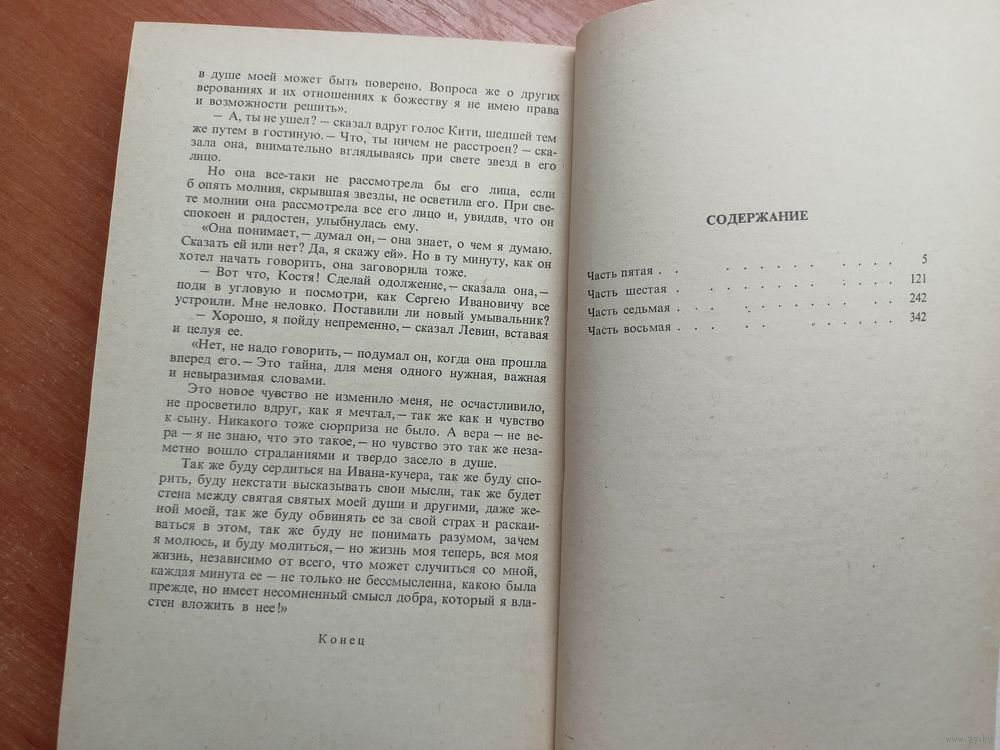 в душе моей может быть поверено. Вопроса же о других
верованиях и их отношениях к божеству я не имею права
и возможности решить».
— А, ты не ушел? — сказал вдруг голос Кити, шедшей тем
же путем в гостиную. — Что, ты ничем не расстроен? — ска-
зала она, внимательно вглядываясь при свете звезд в его
лицо.
Но она все-таки не рассмотрела бы его лица, если
б опять молния, скрывшая звезды, не осветила его. При све-
те молнии она рассмотрела все его лицо и, увидав, что он
спокоен и радостен, улыбнулась ему.
«Она понимает, — думал он, — она знает, о чем я думаю.
Сказать ей или нет? Да, я скажу ей». Но в ту минуту, как он
хотел начать говорить, она заговорила тоже.
— Вот что, Костя! Сделай одолжение, — сказала она, —
поди в угловую и посмотри, как Сергею Ивановичу все
устроили. Мне неловко. Поставили ли новый умывальник?
— Хорошо, я пойду непременно, — сказал Левин, вставая
и целуя ее.
«Нет, не надо говорить, — подумал он, когда она прошла
вперед его. — Это тайна, для меня одного нужная, важная
и невыразимая словами.
Это новое чувство не изменило меня, не осчастливило,
не просветило вдруг, как я мечтал, — так же как и чувство
к сыну. Никакого тоже сюрприза не было. А вера — не ве-
ра — я не знаю, что это такое, — но чувство это так же неза-
метно вошло страданиями и твердо засело в душе.
Так же буду сердиться на Ивана-кучера, так же буду спо-
рить, буду некстати высказывать свои мысли, так же будет
стена между святая святых моей души и другими, даже же-
ной моей, так же буду обвинять ее за свой страх и раскаи-
ваться в этом, так же буду не понимать разумом, зачем
я молюсь, и буду молиться, — но жизнь моя теперь, вся моя
жизнь, независимо от всего, что может случиться со мной,
каждая минута ее — не только не бессмысленна, какою была
прежде, но имеет несомненный смысл добра, который я вла-
стен вложить в нее!»
Конец
СОДЕРЖАНИЕ
Часть пятая . . . . . . . . . . . . 5
Часть шестая . . . . . . . . . . . 121
Часть седьмая . . . . . . . . . . . 242
Часть восьмая . . . . . . . . . . . 342
www.ay.by